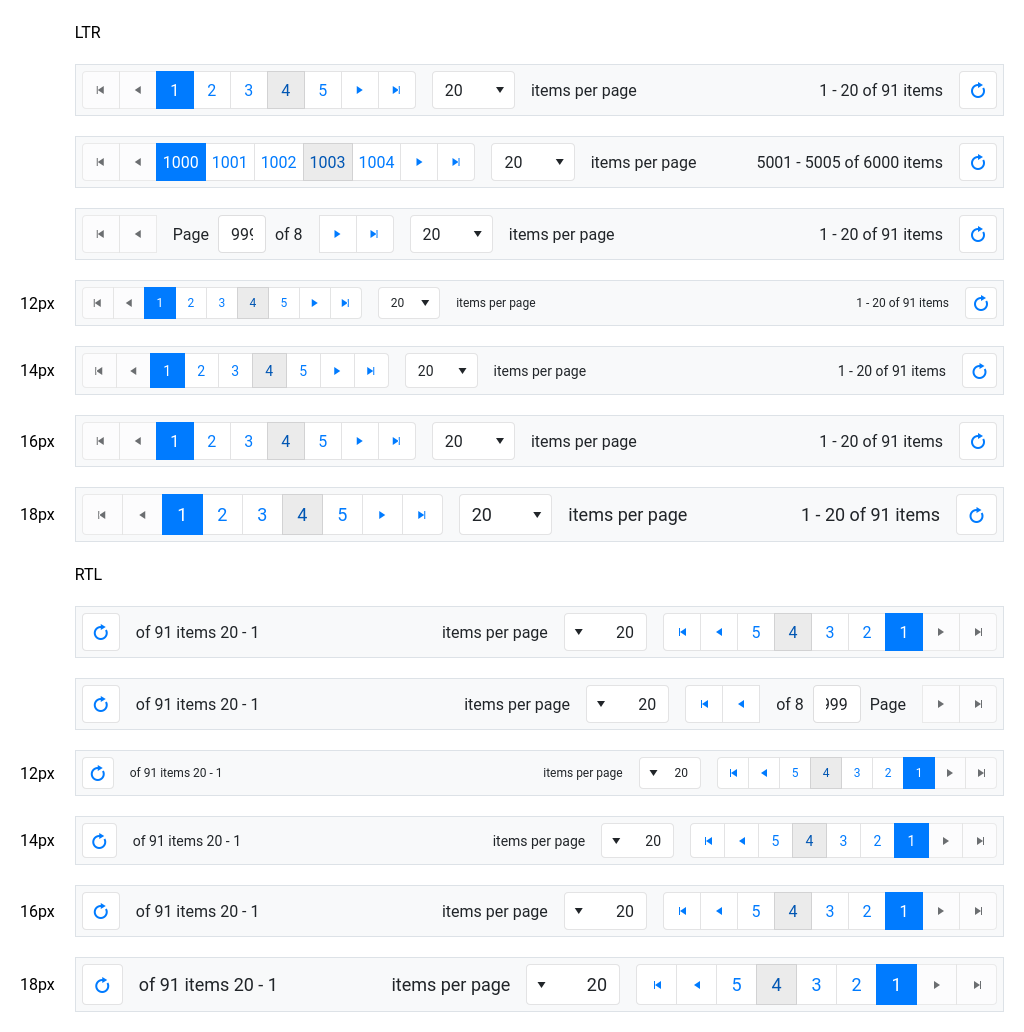 LTR
1 2 3 4 5 20 items per page 1 - 20 of 91 items
1000 1001 1002 1003 1004 20 items per page 5001 - 5005 of 6000 items
Page 999 of 8 20 items per page 1 - 20 of 91 items
12px 1 2 3 4 5 20 items per page 1 - 20 of 91 items
14px 1 2 3 4 5 20 items per page 1 - 20 of 91 items
16px 1 2 3 4 5 20 items per page 1 - 20 of 91 items
18px 1 2 3 4 5 20 items per page 1 - 20 of 91 items
RTL
of 91 items 20 - 1 items per page 20 5 4 3 2 1
of 91 items 20 - 1 items per page 20 of 8 999 Page
12px of 91 items 20 - 1 items per page 20 5 4 3 2 1
14px of 91 items 20 - 1 items per page 20 5 4 3 2 1
16px of 91 items 20 - 1 items per page 20 5 4 3 2 1
18px of 91 items 20 - 1 items per page 20 5 4 3 2 1